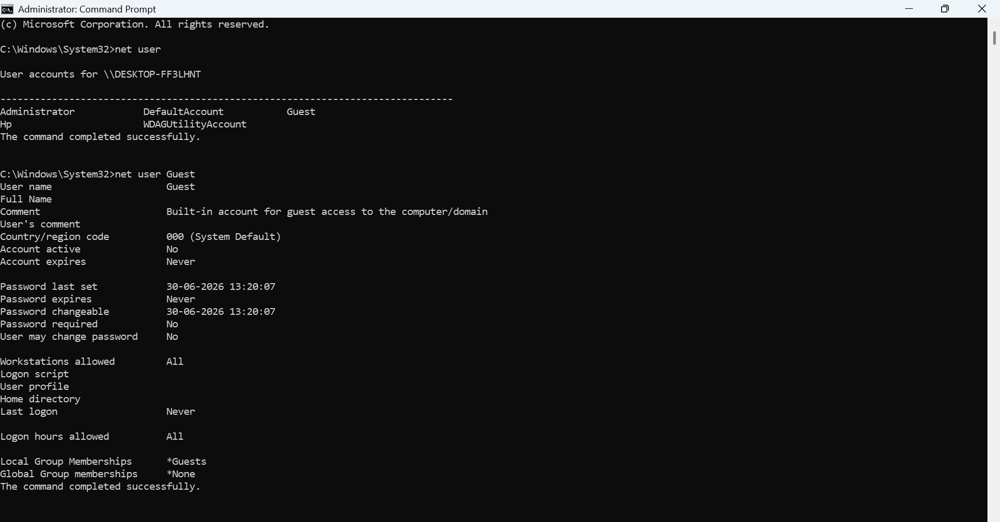 Administrator: Command Prompt
(c) Microsoft Corporation. All rights reserved.
C:\Windows\System32>net user
User accounts for \\DESKTOP-FF3LHNT
-------------------------------------------------------------------------------
Administrator            DefaultAccount           Guest
Hp                       WDAGUtilityAccount
The command completed successfully.
C:\Windows\System32>net user Guest
User name                    Guest
Full Name
Comment                      Built-in account for guest access to the computer/domain
User's comment
Country/region code          000 (System Default)
Account active               No
Account expires              Never
Password last set            30-06-2026 13:20:07
Password expires             Never
Password changeable          30-06-2026 13:20:07
Password required            No
User may change password     No
Workstations allowed         All
Logon script
User profile
Home directory
Last logon                   Never
Logon hours allowed          All
Local Group Memberships      *Guests
Global Group memberships     *None
The command completed successfully.